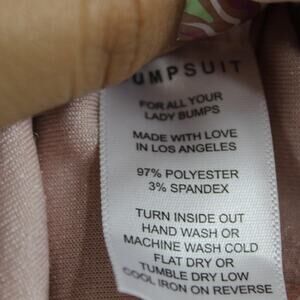 UMPSUIT
FOR ALL YOUR
LADY BUMPS
MADE WITH LOVE
IN LOS ANGELES
97% POLYESTER
3% SPANDEX
TURN INSIDE OUT
HAND WASH OR
MACHINE WASH COLD
FLAT DRY OR
TUMBLE DRY LOW
COOL IRON ON REVERSE